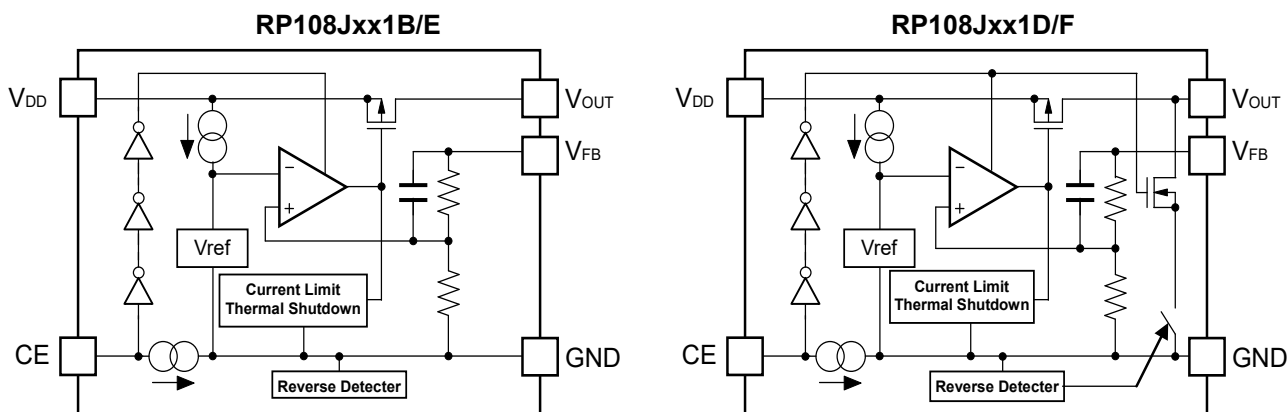 RP108Jxx1B/E
VDD
VOUT
VFB
−
+
Vref
Current Limit
Thermal Shutdown
CE
GND
Reverse Detecter
RP108Jxx1D/F
VDD
VOUT
VFB
−
+
Vref
Current Limit
Thermal Shutdown
CE
GND
Reverse Detecter